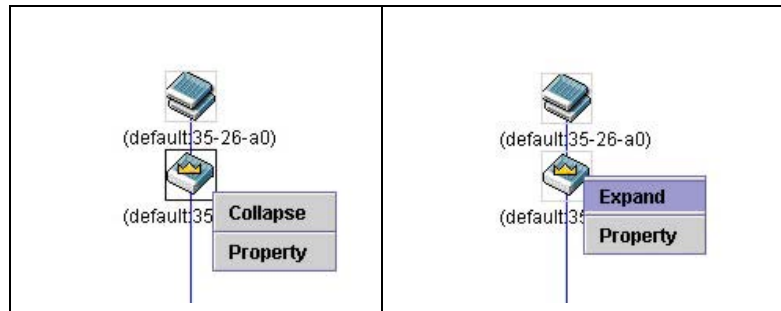 (default:35-26-a0)
(default:35
Collapse
Property
(default:35-26-a0)
(default:35
Expand
Property